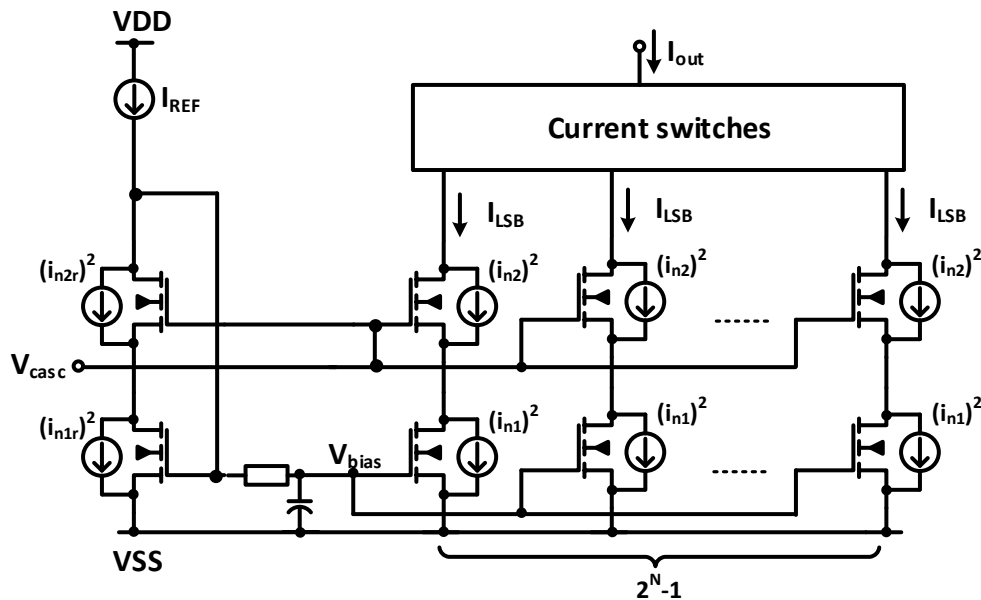 VDD
I_REF
I_out
Current switches
I_LSB
I_LSB
I_LSB
(i_n2r)^2
(i_n2)^2
(i_n2)^2
(i_n2)^2
........
V_casc
(i_n1r)^2
(i_n1)^2
(i_n1)^2
(i_n1)^2
V_bias
........
VSS
2^N-1